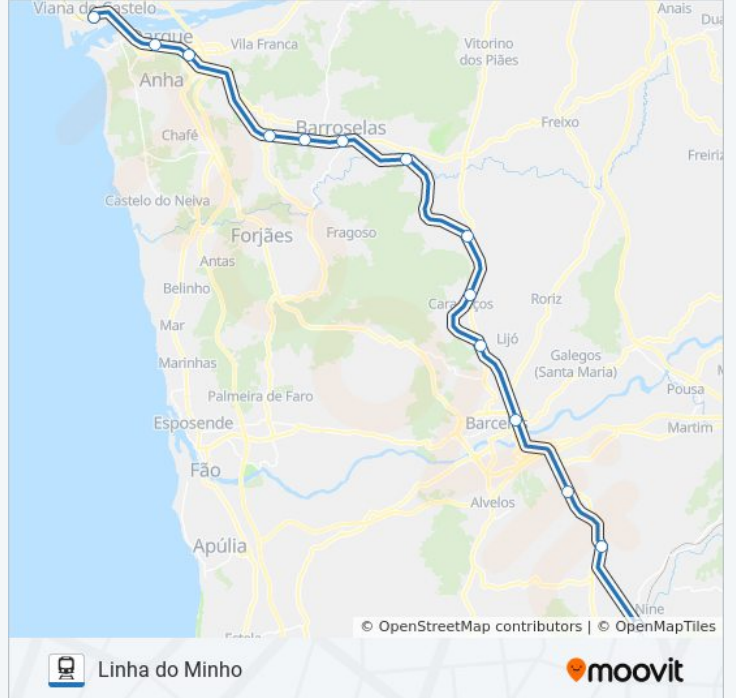 Viana do Castelo
Anais
Darque
Vila Franca
Vitorino
dos Piães
Anha
Barroselas
Freixo
Chafé
Castelo do Neiva
Forjães
Fragoso
Antas
Belinho
Roriz
Mar
Lijó
Marinhas
Galegos
(Santa Maria)
Pousa
Palmeira de Faro
Esposende
Martim
Fão
Alvelos
Apúlia
Nine
© OpenStreetMap contributors | © OpenMapTiles
Linha do Minho
moovit